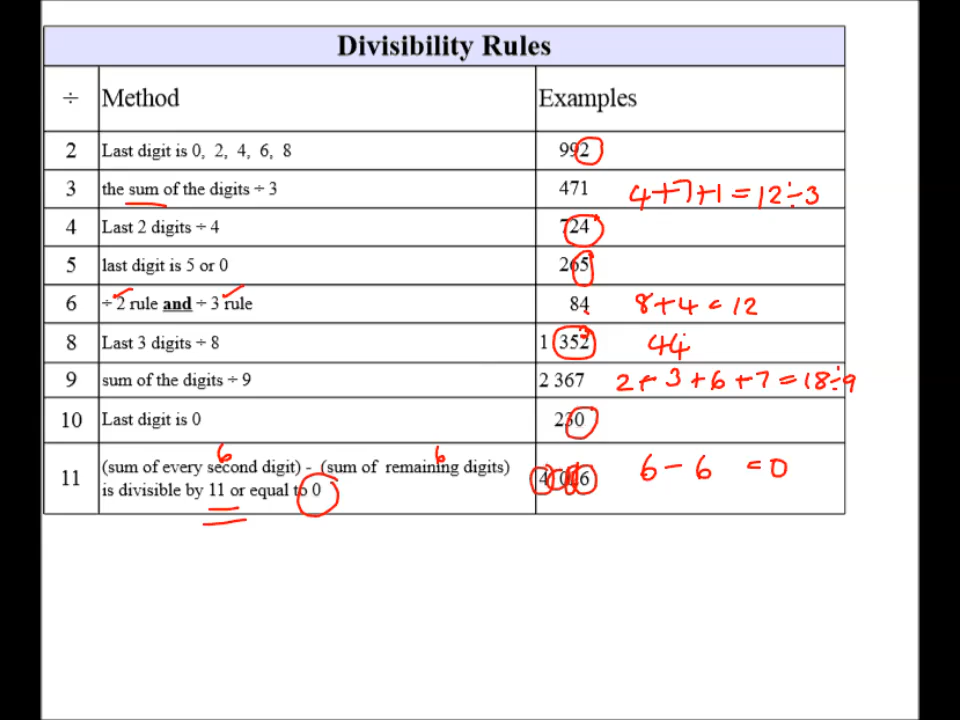 Divisibility Rules
÷ Method Examples
2 Last digit is 0, 2, 4, 6, 8 992
3 the sum of the digits ÷ 3 471 4+7+1=12÷3
4 Last 2 digits ÷ 4 724
5 last digit is 5 or 0 265
6 ÷ 2 rule and ÷ 3 rule 84 8+4=12
8 Last 3 digits ÷ 8 1 352 44
9 sum of the digits ÷ 9 2 367 2+3+6+7=18÷9
10 Last digit is 0 230
6 6
11 (sum of every second digit) - (sum of remaining digits) 6-6 =0
is divisible by 11 or equal to 0